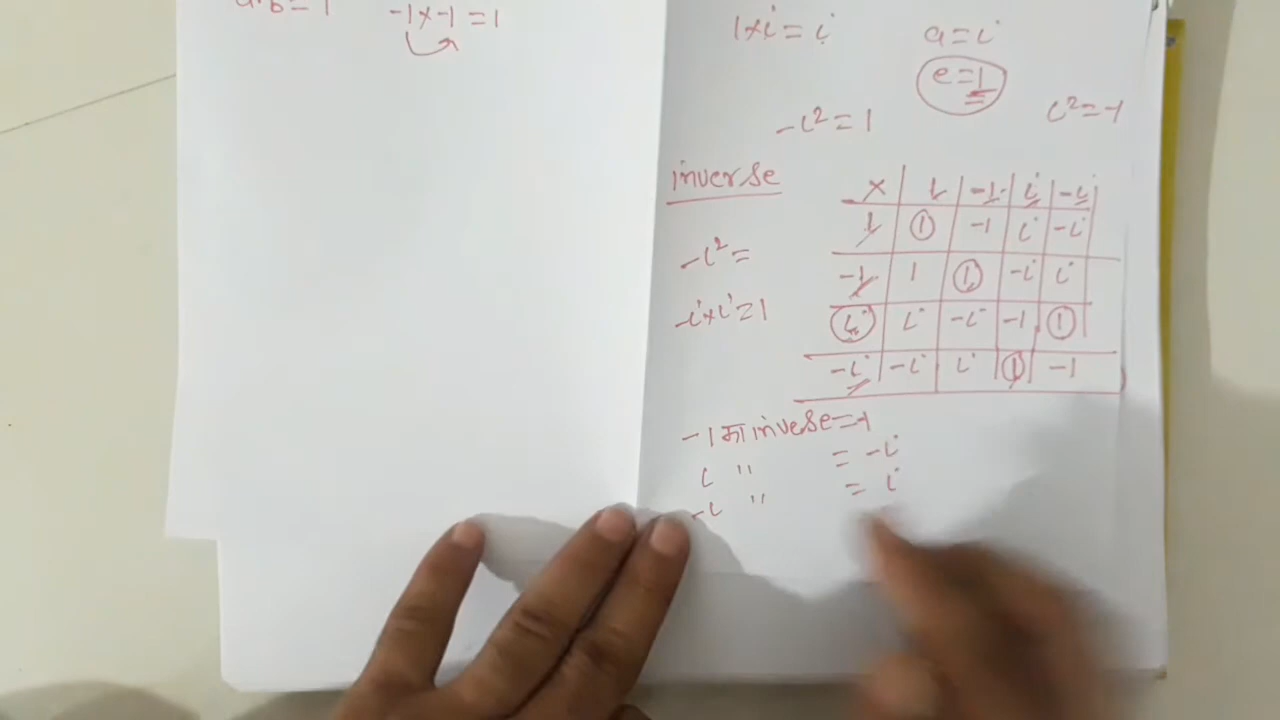 a·b=1 -1×-1=1
1×i=i a=i
e=1
-i²=1 i²=-1
inverse
× 1 -1 i -i
1 1 -1 i -i
-i²=
-1 1 1 -i i
-i×i=1
i i -i -1 1
-i -i i 1 -1
-1 का inverse=-1
i " = -i
-i " = i